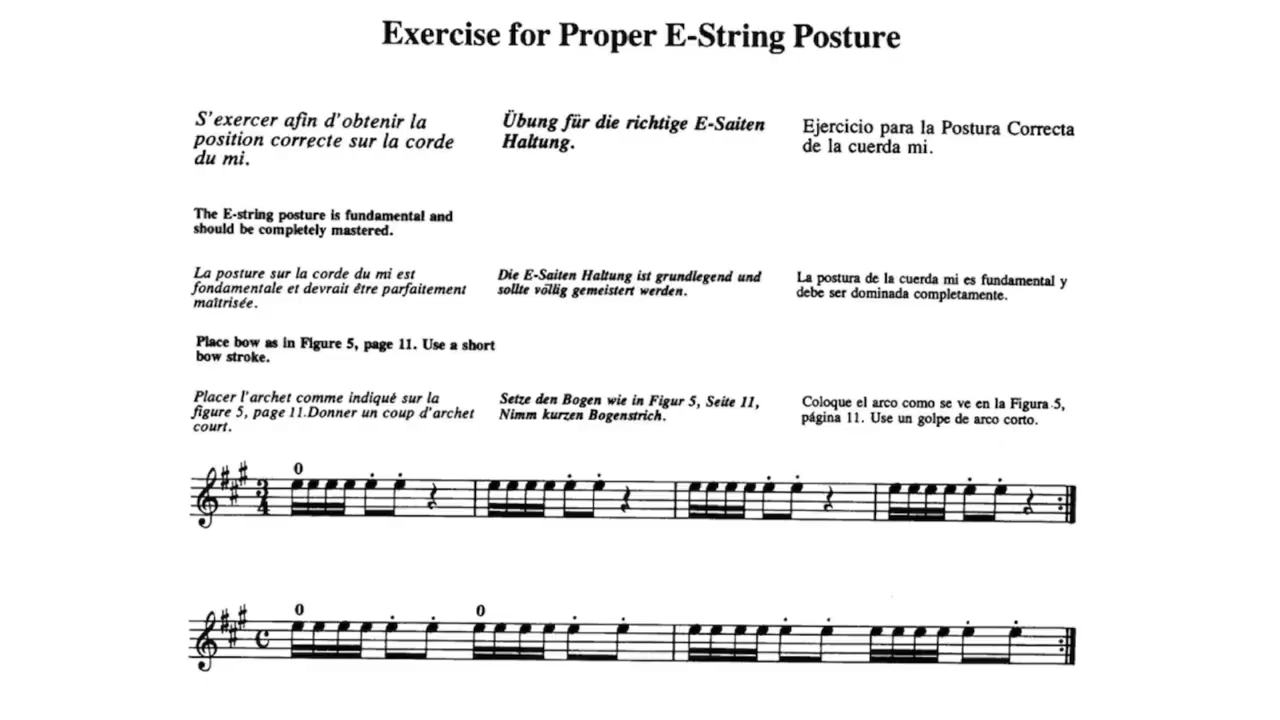 Exercise for Proper E-String Posture
S'exercer afin d'obtenir la
position correcte sur la corde
du mi.
Übung für die richtige E-Saiten
Haltung.
Ejercicio para la Postura Correcta
de la cuerda mi.
The E-string posture is fundamental and
should be completely mastered.
La posture sur la corde du mi est
fondamentale et devrait être parfaitement
maîtrisée.
Die E-Saiten Haltung ist grundlegend und
sollte völlig gemeistert werden.
La postura de la cuerda mi es fundamental y
debe ser dominada completamente.
Place bow as in Figure 5, page 11. Use a short
bow stroke.
Placer l'archet comme indiqué sur la
figure 5, page 11.Donner un coup d'archet
court.
Setze den Bogen wie in Figur 5, Seite 11,
Nimm kurzen Bogenstrich.
Coloque el arco como se ve en la Figura 5,
página 11. Use un golpe de arco corto.
0
3
4
0 0